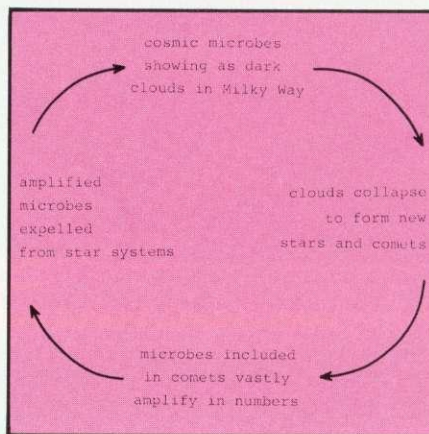 cosmic microbes
showing as dark
clouds in Milky Way
clouds collapse
to form new
stars and comets
microbes included
in comets vastly
amplify in numbers
amplified
microbes
expelled
from star systems